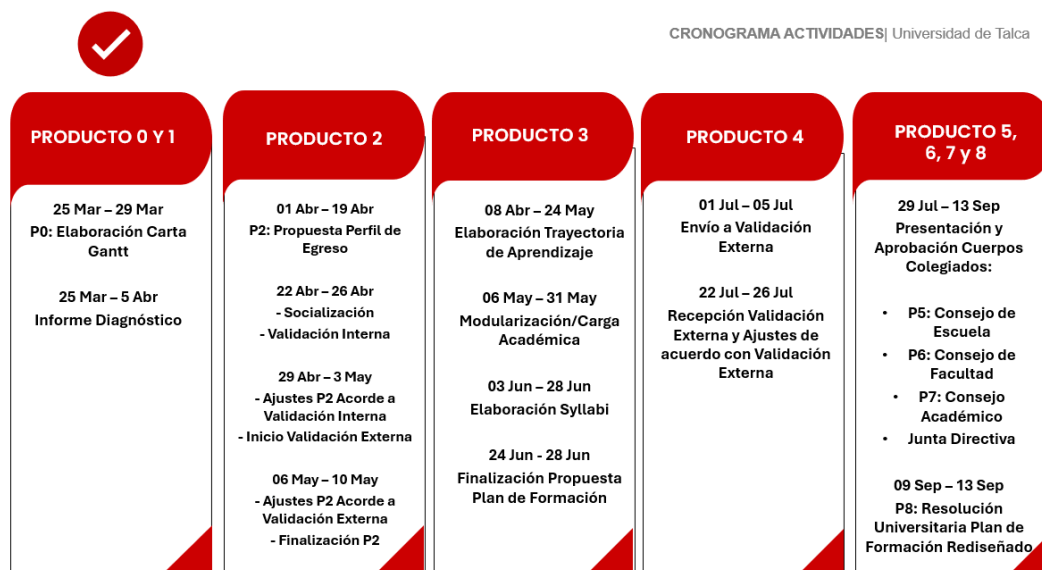 CRONOGRAMA ACTIVIDADES| Universidad de Talca
PRODUCTO 0 Y 1
25 Mar – 29 Mar
P0: Elaboración Carta
Gantt
25 Mar – 5 Abr
Informe Diagnóstico
PRODUCTO 2
01 Abr – 19 Abr
P2: Propuesta Perfil de
Egreso
22 Abr – 26 Abr
- Socialización
- Validación Interna
29 Abr – 3 May
- Ajustes P2 Acorde a
Validación Interna
- Inicio Validación Externa
06 May – 10 May
- Ajustes P2 Acorde a
Validación Externa
- Finalización P2
PRODUCTO 3
08 Abr – 24 May
Elaboración Trayectoria
de Aprendizaje
06 May – 31 May
Modularización/Carga
Académica
03 Jun – 28 Jun
Elaboración Syllabi
24 Jun - 28 Jun
Finalización Propuesta
Plan de Formación
PRODUCTO 4
01 Jul – 05 Jul
Envío a Validación
Externa
22 Jul – 26 Jul
Recepción Validación
Externa y Ajustes de
acuerdo con Validación
Externa
PRODUCTO 5,
6, 7 y 8
29 Jul – 13 Sep
Presentación y
Aprobación Cuerpos
Colegiados:
• P5: Consejo de
Escuela
• P6: Consejo de
Facultad
• P7: Consejo
Académico
• Junta Directiva
09 Sep – 13 Sep
P8: Resolución
Universitaria Plan de
Formación Rediseñado